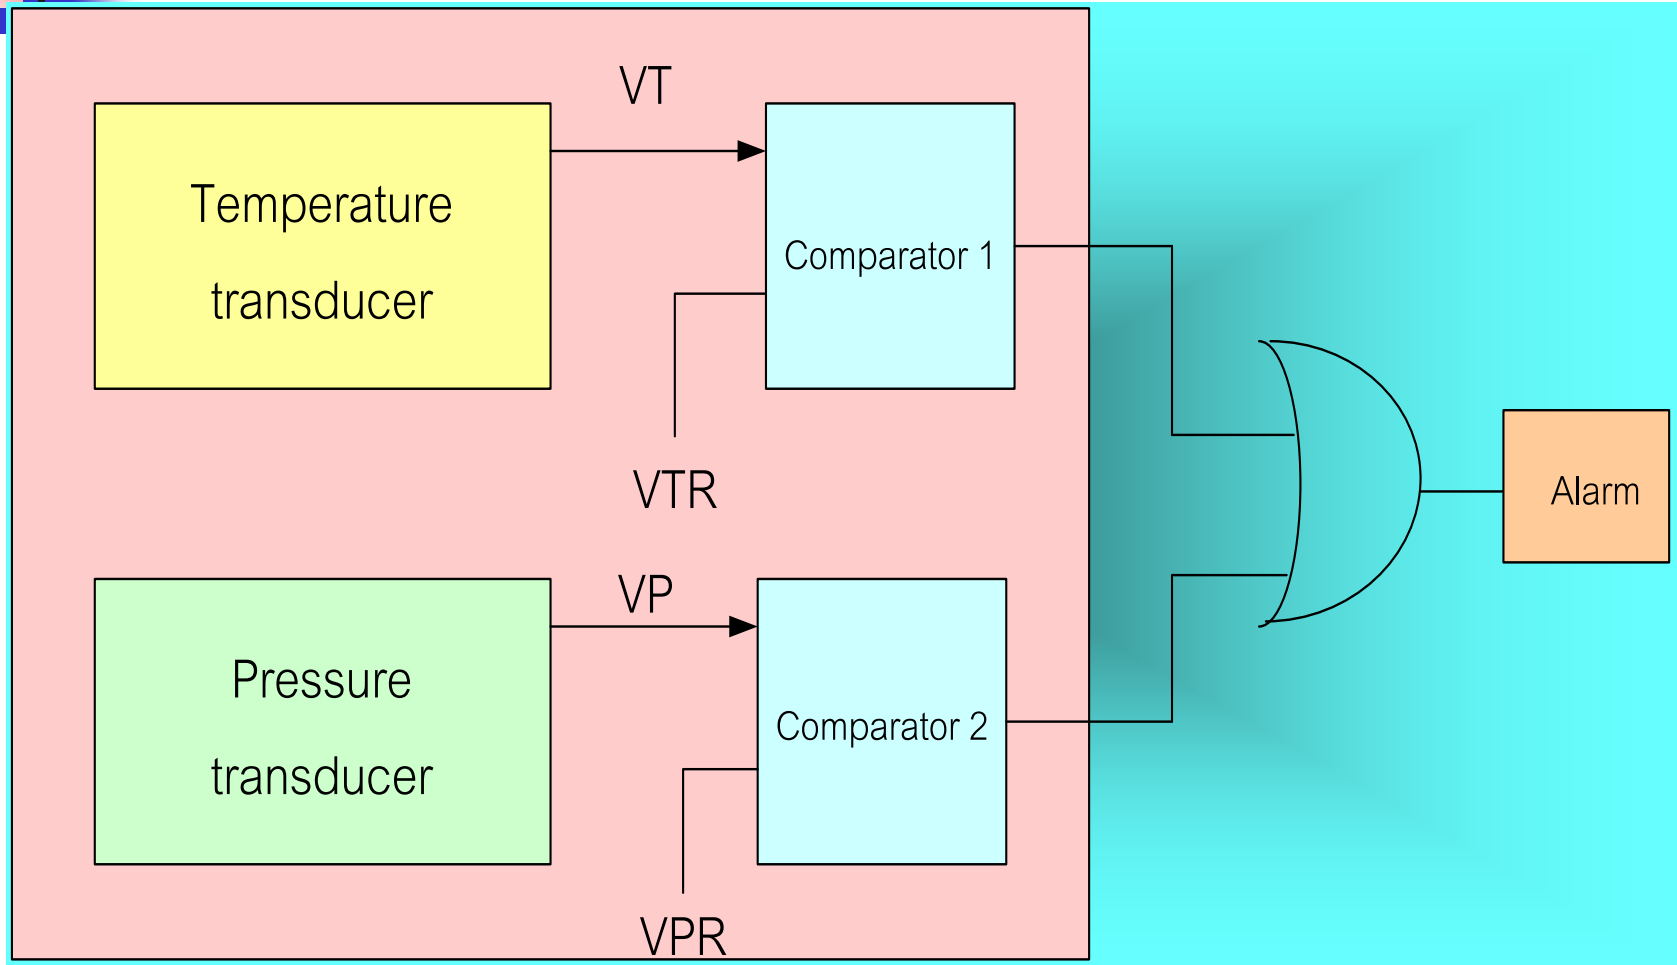 VT
Temperature
transducer
Comparator 1
VTR
VP
Pressure
transducer
Comparator 2
VPR
Alarm